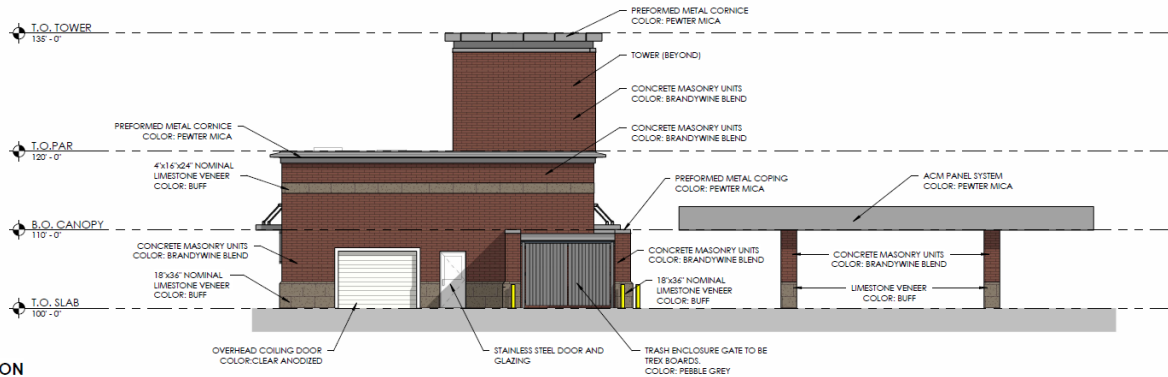 T.O. TOWER
135' - 0"
PREFORMED METAL CORNICE
COLOR: PEWTER MICA
TOWER (BEYOND)
CONCRETE MASONRY UNITS
COLOR: BRANDYWINE BLEND
CONCRETE MASONRY UNITS
COLOR: BRANDYWINE BLEND
PREFORMED METAL CORNICE
COLOR: PEWTER MICA
T.O.PAR
120' - 0"
4"x16"x24" NOMINAL
LIMESTONE VENEER
COLOR: BUFF
PREFORMED METAL COPING
COLOR: PEWTER MICA
ACM PANEL SYSTEM
COLOR: PEWTER MICA
B.O. CANOPY
110' - 0"
CONCRETE MASONRY UNITS
COLOR: BRANDYWINE BLEND
CONCRETE MASONRY UNITS
COLOR: BRANDYWINE BLEND
CONCRETE MASONRY UNITS
COLOR: BRANDYWINE BLEND
18"x36" NOMINAL
LIMESTONE VENEER
COLOR: BUFF
18"x36" NOMINAL
LIMESTONE VENEER
COLOR: BUFF
LIMESTONE VENEER
COLOR: BUFF
T.O. SLAB
100' - 0"
OVERHEAD COILING DOOR
COLOR:CLEAR ANODIZED
STAINLESS STEEL DOOR AND
GLAZING
TRASH ENCLOSURE GATE TO BE
TREX BOARDS.
COLOR: PEBBLE GREY
ON